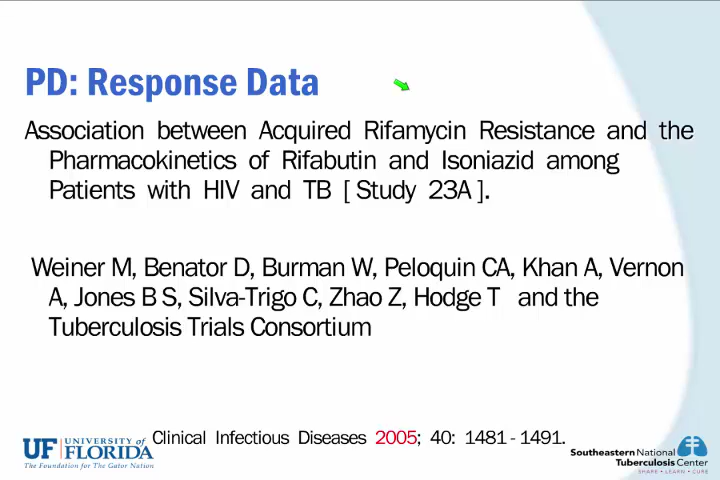 PD: Response Data
Association between Acquired Rifamycin Resistance and the
Pharmacokinetics of Rifabutin and Isoniazid among
Patients with HIV and TB [ Study 23A ].
Weiner M, Benator D, Burman W, Peloquin CA, Khan A, Vernon
A, Jones B S, Silva-Trigo C, Zhao Z, Hodge T and the
Tuberculosis Trials Consortium
Clinical Infectious Diseases 2005; 40: 1481 - 1491.
UF UNIVERSITY of
FLORIDA
The Foundation for The Gator Nation
Southeastern National
Tuberculosis Center
SHARE • LEARN • CURE